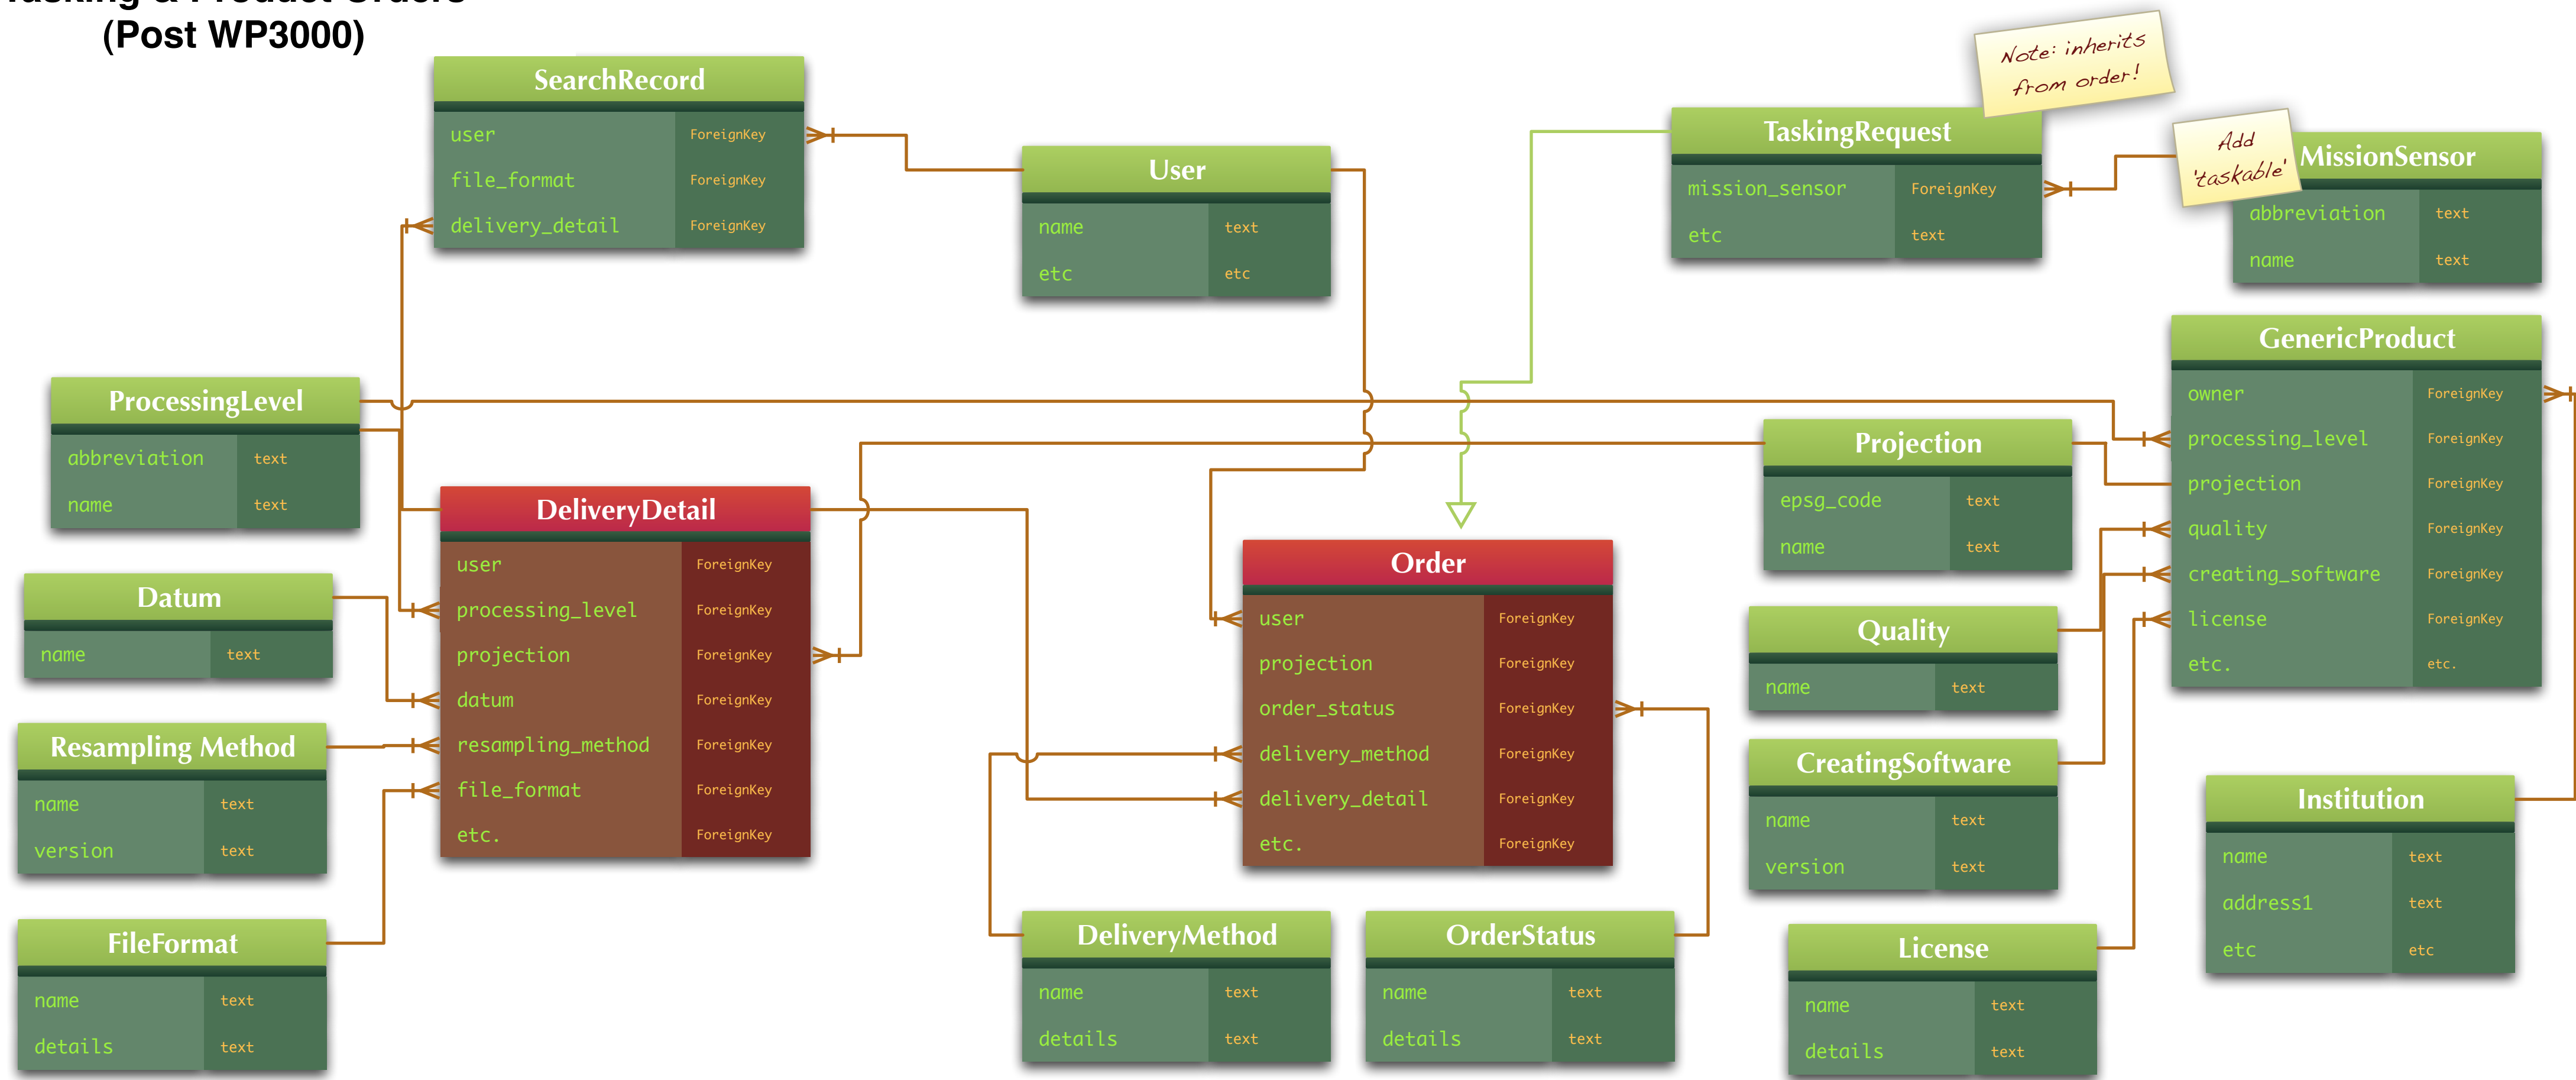 (Post WP3000)
SearchRecord
user ForeignKey
file_format ForeignKey
delivery_detail ForeignKey
User
name text
etc etc
Note: inherits
from order!
TaskingRequest
mission_sensor ForeignKey
etc text
Add
'taskable'
MissionSensor
abbreviation text
name text
GenericProduct
owner ForeignKey
processing_level ForeignKey
projection ForeignKey
quality ForeignKey
creating_software ForeignKey
license ForeignKey
etc. etc.
ProcessingLevel
abbreviation text
name text
Projection
epsg_code text
name text
DeliveryDetail
user ForeignKey
processing_level ForeignKey
projection ForeignKey
datum ForeignKey
resampling_method ForeignKey
file_format ForeignKey
etc. ForeignKey
Order
user ForeignKey
projection ForeignKey
order_status ForeignKey
delivery_method ForeignKey
delivery_detail ForeignKey
etc. ForeignKey
Datum
name text
Quality
name text
Resampling Method
name text
version text
CreatingSoftware
name text
version text
Institution
name text
address1 text
etc etc
FileFormat
name text
details text
DeliveryMethod
name text
details text
OrderStatus
name text
details text
License
name text
details text